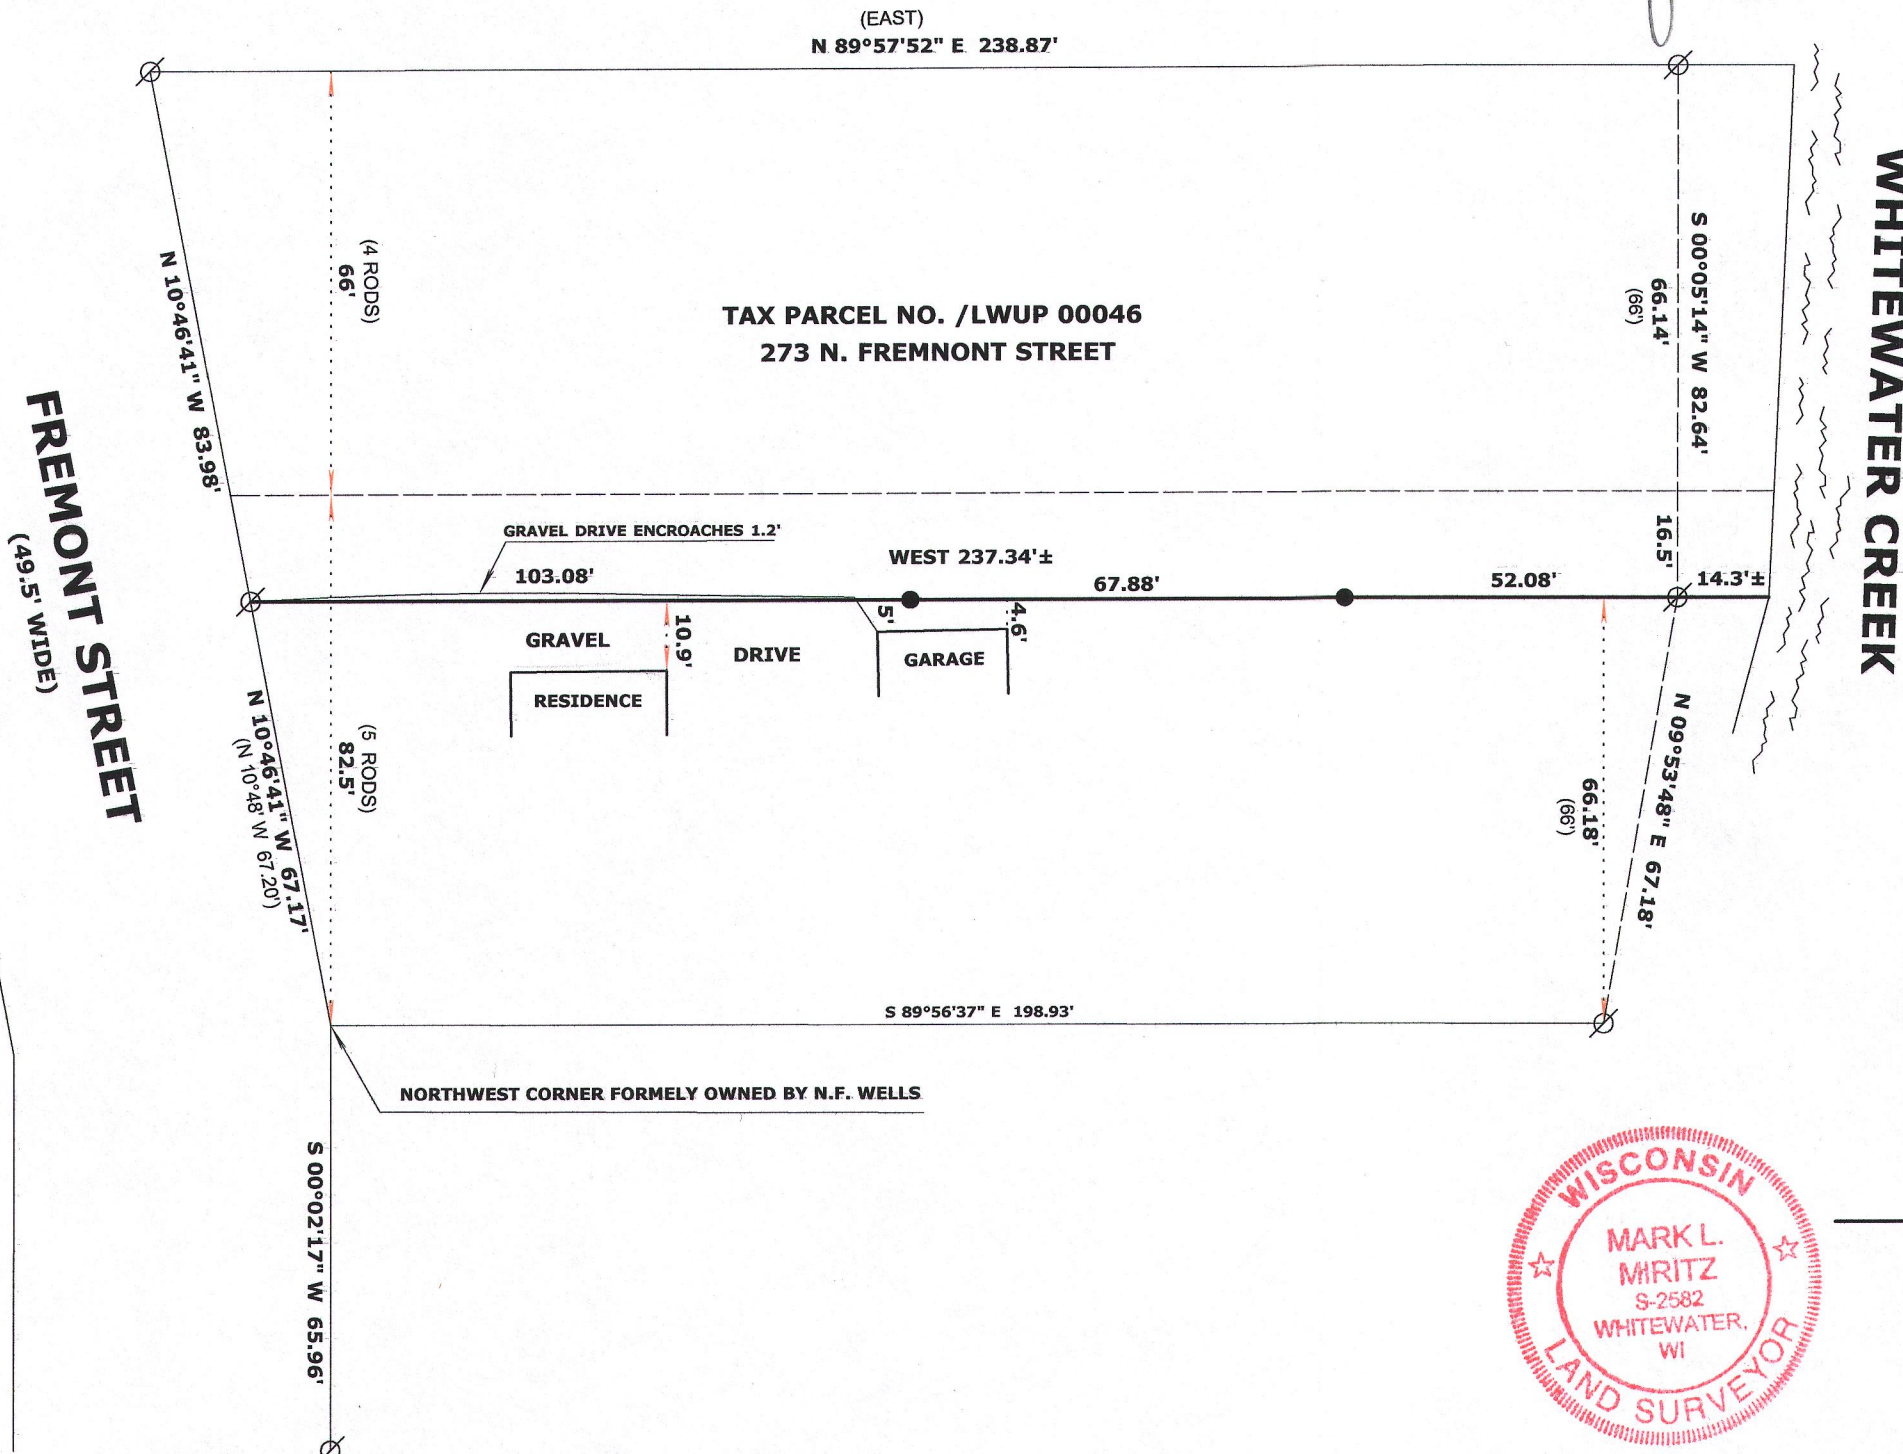 (EAST)
N 89°57'52" E 238.87'
WHITEWATER CREEK
S 00°05'14" W 82.64'
66.14'
(66')
(4 RODS)
66'
N 10°46'41" W 83.98'
TAX PARCEL NO. /LWUP 00046
273 N. FREMNONT STREET
FREMONT STREET
(49.5' WIDE)
GRAVEL DRIVE ENCROACHES 1.2'
WEST 237.34'±
16.5'
103.08'
67.88'
52.08'
14.3'±
5'
4.6'
10.9'
GRAVEL
DRIVE
GARAGE
RESIDENCE
N 10°46'41" W 67.17'
(N 10°48' W 67.20')
(5 RODS)
82.5'
66.18'
(66')
N 09°53'48" E 67.18'
S 89°56'37" E 198.93'
NORTHWEST CORNER FORMELY OWNED BY N.F. WELLS
S 00°02'17" W 65.96'
WISCONSIN
MARK L.
MIRITZ
S-2582
WHITEWATER,
WI
LAND SURVEYOR